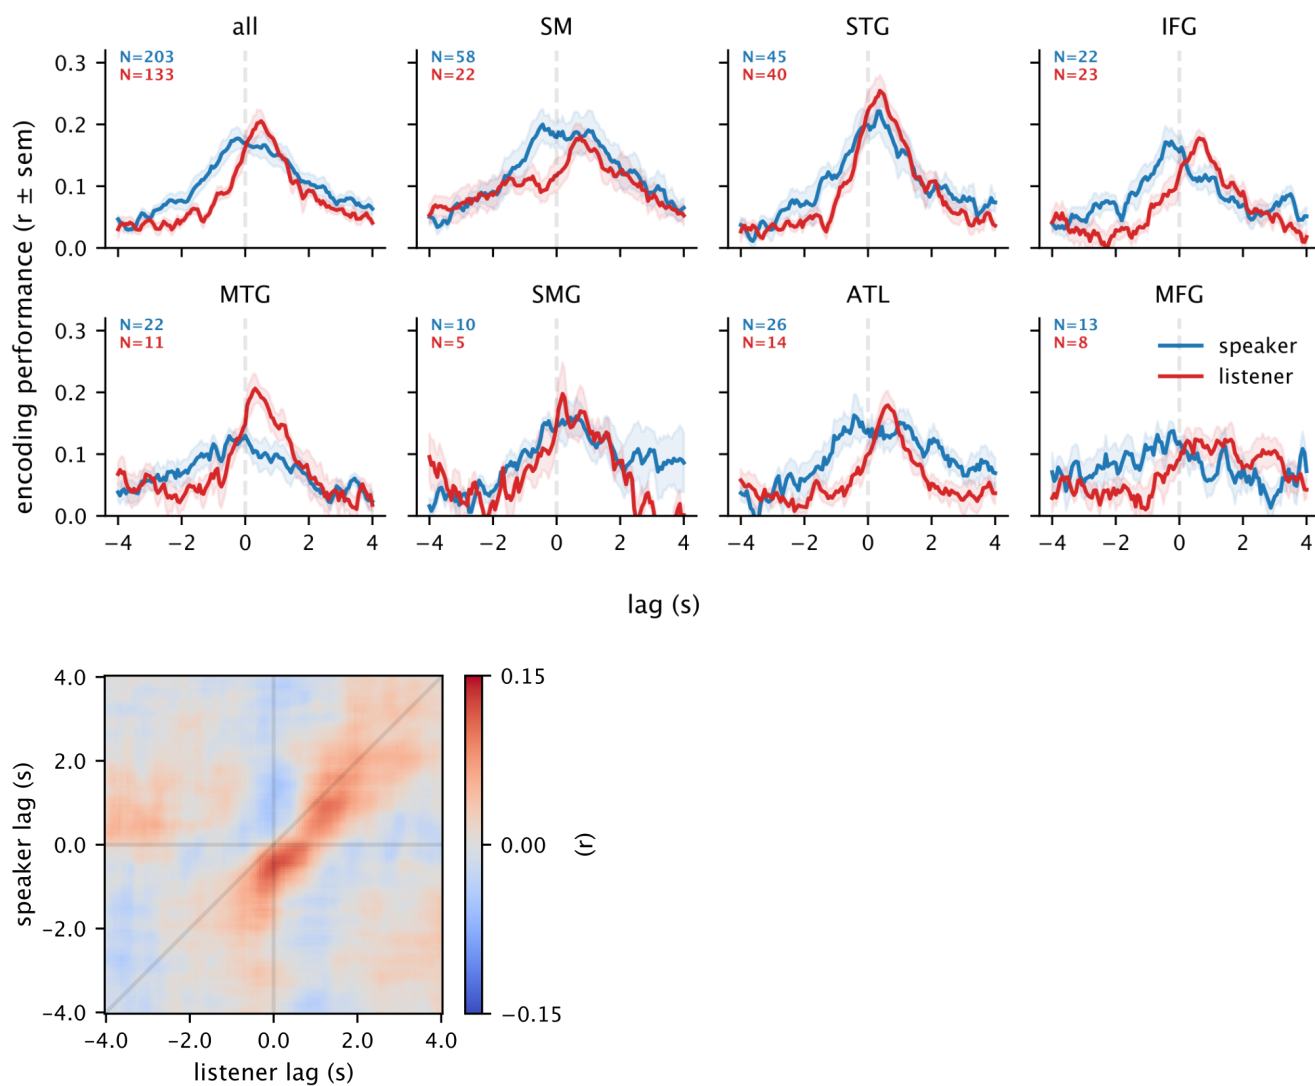 all SM STG IFG
N=203 N=58 N=45 N=22
N=133 N=22 N=40 N=23
0.3
0.2
0.1
0.0
−4 −2 0 2 4
encoding performance (r ± sem)
MTG SMG ATL MFG
N=22 N=10 N=26 N=13
N=11 N=5 N=14 N=8
speaker
listener
0.3
0.2
0.1
0.0
−4 −2 0 2 4 −4 −2 0 2 4 −4 −2 0 2 4 −4 −2 0 2 4
lag (s)
4.0
2.0
0.0
−2.0
−4.0
speaker lag (s)
-4.0 -2.0 0.0 2.0 4.0
listener lag (s)
0.15
0.00
−0.15
(r)